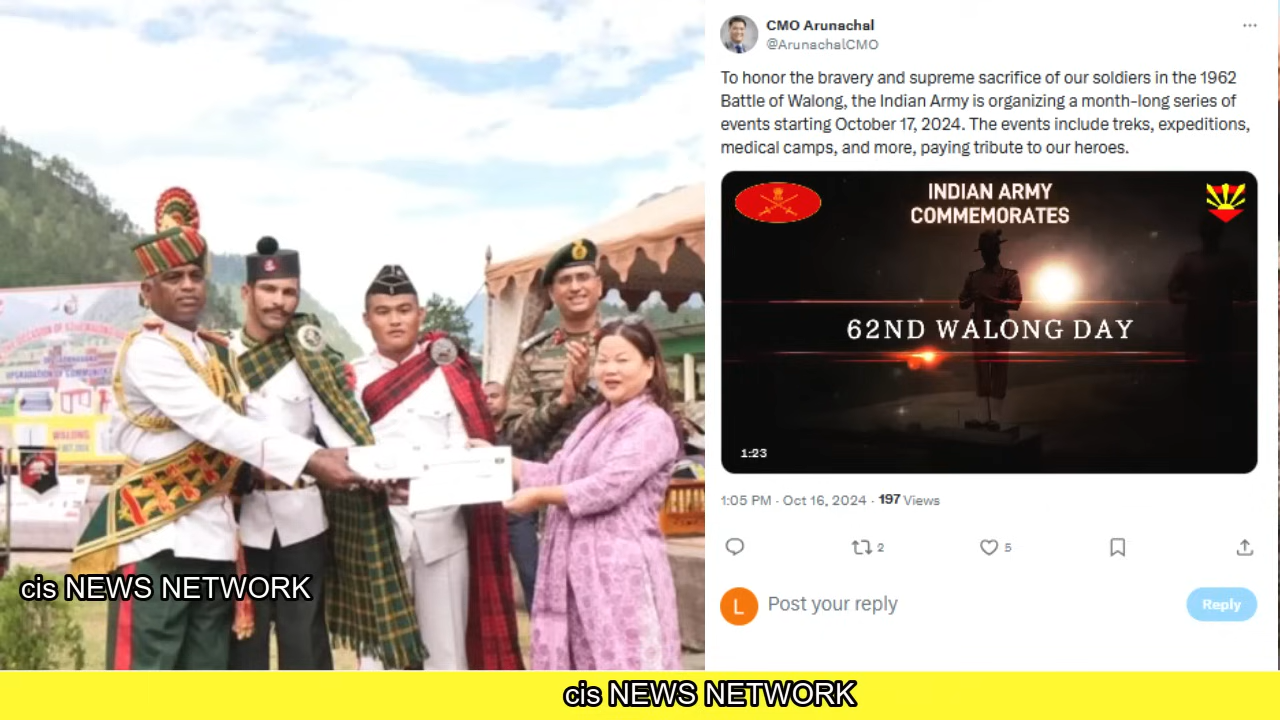 OCCASION OF 62nd WALONG
WALONG
cis NEWS NETWORK
CMO Arunachal
@ArunachalCMO
To honor the bravery and supreme sacrifice of our soldiers in the 1962
Battle of Walong, the Indian Army is organizing a month-long series of
events starting October 17, 2024. The events include treks, expeditions,
medical camps, and more, paying tribute to our heroes.
INDIAN ARMY
COMMEMORATES
62ND WALONG DAY
1:23
1:05 PM · Oct 16, 2024 · 197 Views
2
5
L
Post your reply
Reply
cis NEWS NETWORK